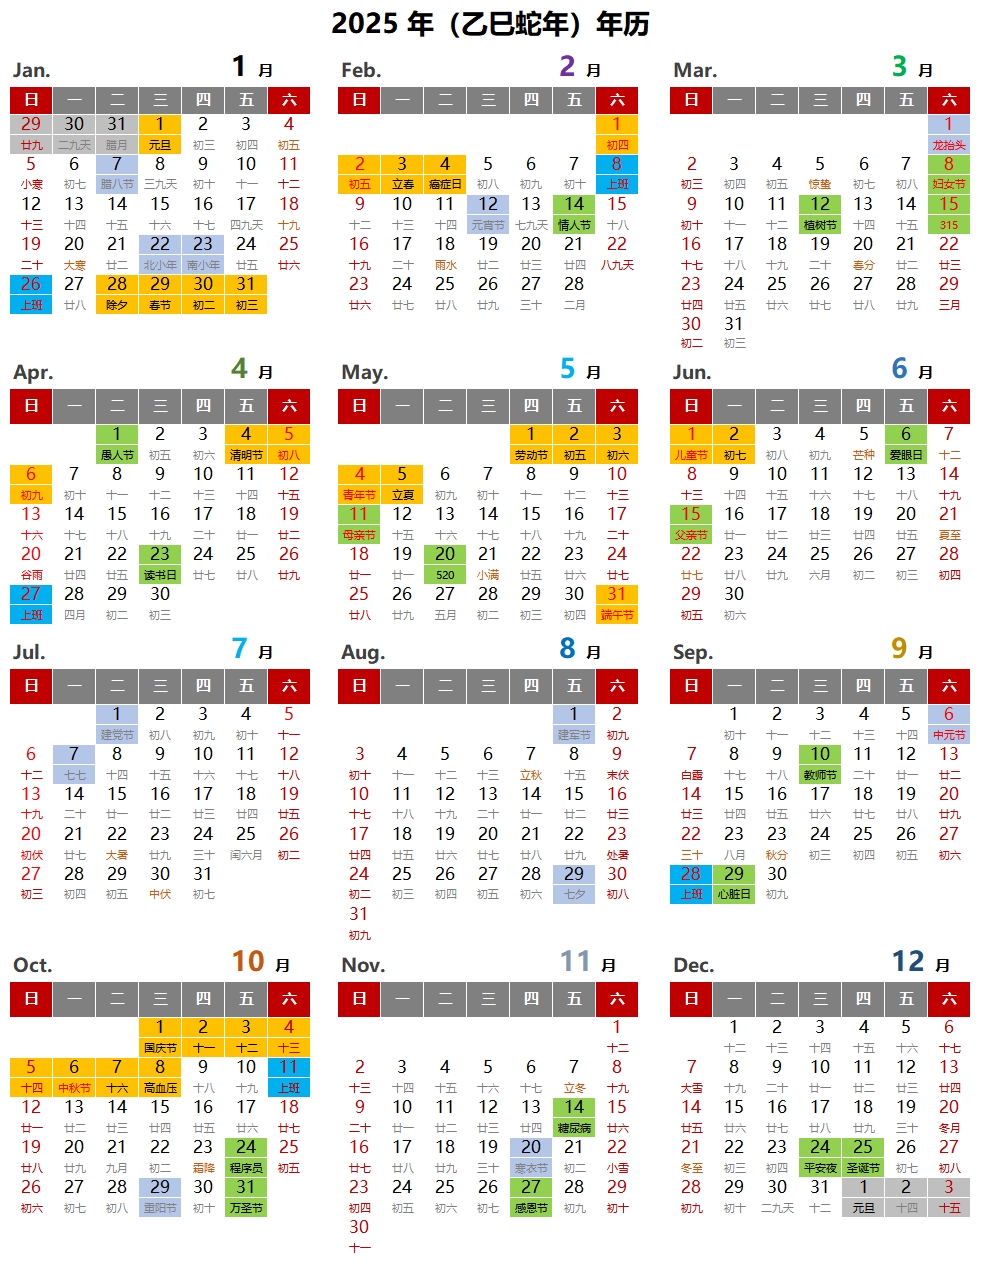 2025 年（乙巳蛇年）年历
Jan. 1 月
日 一 二 三 四 五 六
29 30 31 1 2 3 4
廿九 二九天 腊月 元旦 初三 初四 初五
5 6 7 8 9 10 11
小寒 初七 腊八节 三九天 初十 十一 十二
12 13 14 15 16 17 18
十三 十四 十五 十六 十七 四九天 十九
19 20 21 22 23 24 25
二十 大寒 廿二 北小年 南小年 廿五 廿六
26 27 28 29 30 31
上班 廿八 除夕 春节 初二 初三
Feb. 2 月
日 一 二 三 四 五 六
1
初四
2 3 4 5 6 7 8
初五 立春 癌症日 初八 初九 初十 上班
9 10 11 12 13 14 15
十二 十三 十四 元宵节 七九天 情人节 十八
16 17 18 19 20 21 22
十九 二十 雨水 廿二 廿三 廿四 八九天
23 24 25 26 27 28
廿六 廿七 廿八 廿九 三十 二月
Mar. 3 月
日 一 二 三 四 五 六
1
龙抬头
2 3 4 5 6 7 8
初三 初四 初五 惊蛰 初七 初八 妇女节
9 10 11 12 13 14 15
初十 十一 十二 植树节 十四 十五 315
16 17 18 19 20 21 22
十七 十八 十九 二十 春分 廿二 廿三
23 24 25 26 27 28 29
廿四 廿五 廿六 廿七 廿八 廿九 三月
30 31
初二 初三
Apr. 4 月
日 一 二 三 四 五 六
1 2 3 4 5
愚人节 初五 初六 清明节 初八
6 7 8 9 10 11 12
初九 初十 十一 十二 十三 十四 十五
13 14 15 16 17 18 19
十六 十七 十八 十九 二十 廿一 廿二
20 21 22 23 24 25 26
谷雨 廿四 廿五 读书日 廿七 廿八 廿九
27 28 29 30
上班 四月 初二 初三
May. 5 月
日 一 二 三 四 五 六
1 2 3
劳动节 初五 初六
4 5 6 7 8 9 10
青年节 立夏 初九 初十 十一 十二 十三
11 12 13 14 15 16 17
母亲节 十五 十六 十七 十八 十九 二十
18 19 20 21 22 23 24
廿一 廿一 520 小满 廿五 廿六 廿七
25 26 27 28 29 30 31
廿八 廿九 五月 初二 初三 初四 端午节
Jun. 6 月
日 一 二 三 四 五 六
1 2 3 4 5 6 7
儿童节 初七 初八 初九 芒种 爱眼日 十二
8 9 10 11 12 13 14
十三 十四 十五 十六 十七 十八 十九
15 16 17 18 19 20 21
父亲节 廿一 廿二 廿三 廿四 廿五 夏至
22 23 24 25 26 27 28
廿七 廿八 廿九 六月 初二 初三 初四
29 30
初五 初六
Jul. 7 月
日 一 二 三 四 五 六
1 2 3 4 5
建党节 初八 初九 初十 十一
6 7 8 9 10 11 12
十二 七七 十四 十五 十六 十七 十八
13 14 15 16 17 18 19
十九 二十 廿一 廿二 廿三 廿四 廿五
20 21 22 23 24 25 26
初伏 廿七 大暑 廿九 三十 闰六月 初二
27 28 29 30 31
初三 初四 初五 中伏 初七
Aug. 8 月
日 一 二 三 四 五 六
1 2
建军节 初九
3 4 5 6 7 8 9
初十 十一 十二 十三 立秋 十五 末伏
10 11 12 13 14 15 16
十七 十八 十九 二十 廿一 廿二 廿三
17 18 19 20 21 22 23
廿四 廿五 廿六 廿七 廿八 廿九 处暑
24 25 26 27 28 29 30
初二 初三 初四 初五 初六 七夕 初八
31
初九
Sep. 9 月
日 一 二 三 四 五 六
1 2 3 4 5 6
初十 十一 十二 十三 十四 中元节
7 8 9 10 11 12 13
白露 十七 十八 教师节 二十 廿一 廿二
14 15 16 17 18 19 20
廿三 廿四 廿五 廿六 廿七 廿八 廿九
22 23 23 24 25 26 27
三十 八月 秋分 初三 初四 初五 初六
28 29 30
上班 心脏日 初九
Oct. 10 月
日 一 二 三 四 五 六
1 2 3 4
国庆节 十一 十二 十三
5 6 7 8 9 10 11
十四 中秋节 十六 高血压 十八 十九 上班
12 13 14 15 16 17 18
廿一 廿二 廿三 廿四 廿五 廿六 廿七
19 20 21 22 23 24 25
廿八 廿九 九月 初二 霜降 程序员 初五
26 27 28 29 30 31
初六 初七 初八 重阳节 初十 万圣节
Nov. 11 月
日 一 二 三 四 五 六
1
十二
2 3 4 5 6 7 8
十三 十四 十五 十六 十七 立冬 十九
9 10 11 12 13 14 15
二十 廿一 廿二 廿三 廿四 糖尿病 廿六
16 17 18 19 20 21 22
廿七 廿八 廿九 三十 寒衣节 初二 小雪
23 24 25 26 27 28 29
初四 初五 初六 初七 感恩节 初九 初十
30
十一
Dec. 12 月
日 一 二 三 四 五 六
1 2 3 4 5 6
十二 十三 十四 十五 十六 十七
7 8 9 10 11 12 13
大雪 十九 二十 廿一 廿二 廿三 廿四
14 15 16 17 18 19 20
廿五 廿六 廿七 廿八 廿九 三十 冬月
21 22 23 24 25 26 27
冬至 初三 初四 平安夜 圣诞节 初七 初八
28 29 30 31 1 2 3
初九 初十 二九天 十二 元旦 十四 十五